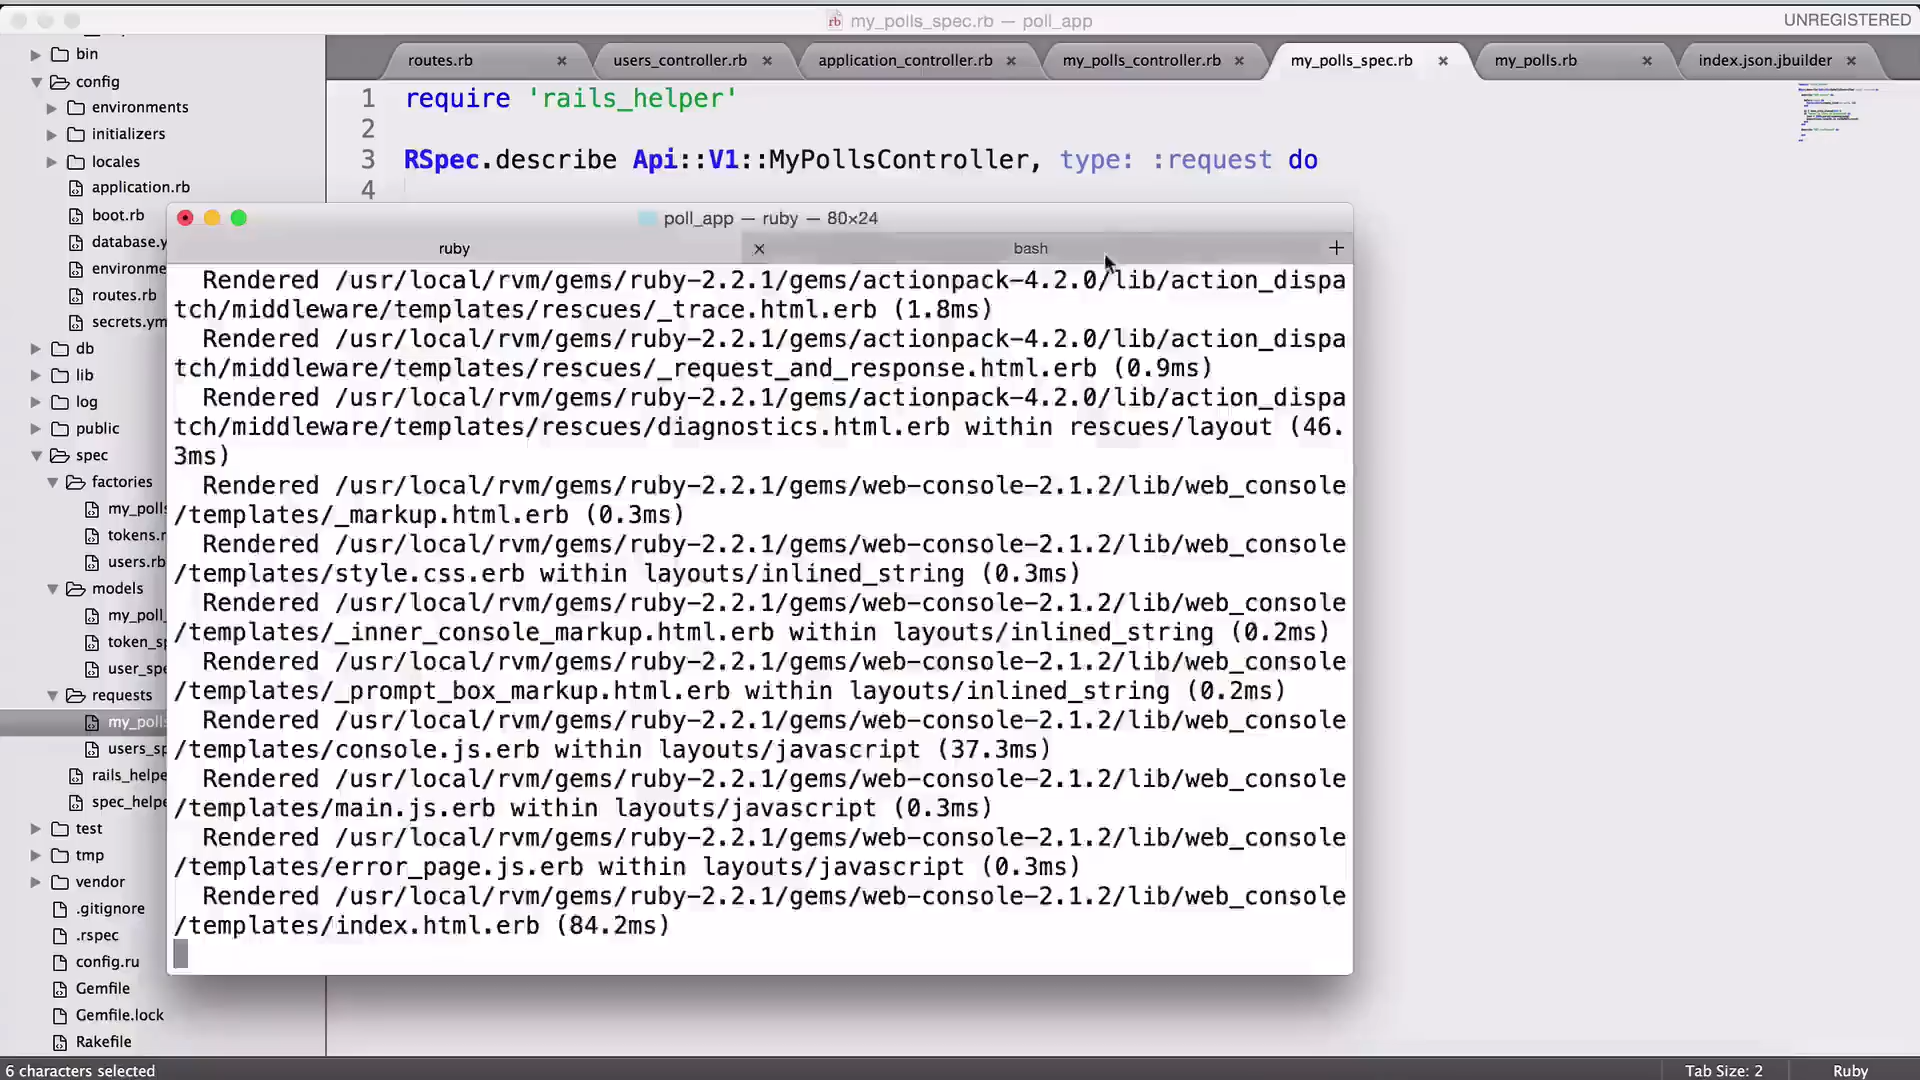 my_polls_spec.rb — poll_app
UNREGISTERED
bin
config
environments
initializers
locales
application.rb
boot.rb
database.y
environme
routes.rb
secrets.ym
db
lib
log
public
spec
factories
my_polls
tokens.r
users.rb
models
my_poll_
token_sp
user_spe
requests
my_polls
users_sp
rails_helpe
spec_helpe
test
tmp
vendor
.gitignore
.rspec
config.ru
Gemfile
Gemfile.lock
Rakefile
routes.rb × users_controller.rb × application_controller.rb × my_polls_controller.rb × my_polls_spec.rb × my_polls.rb × index.json.jbuilder ×
1 require 'rails_helper'
2
3 RSpec.describe Api::V1::MyPollsController, type: :request do
4
poll_app — ruby — 80×24
ruby × bash +
Rendered /usr/local/rvm/gems/ruby-2.2.1/gems/actionpack-4.2.0/lib/action_dispa
tch/middleware/templates/rescues/_trace.html.erb (1.8ms)
Rendered /usr/local/rvm/gems/ruby-2.2.1/gems/actionpack-4.2.0/lib/action_dispa
tch/middleware/templates/rescues/_request_and_response.html.erb (0.9ms)
Rendered /usr/local/rvm/gems/ruby-2.2.1/gems/actionpack-4.2.0/lib/action_dispa
tch/middleware/templates/rescues/diagnostics.html.erb within rescues/layout (46.
3ms)
Rendered /usr/local/rvm/gems/ruby-2.2.1/gems/web-console-2.1.2/lib/web_console
/templates/_markup.html.erb (0.3ms)
Rendered /usr/local/rvm/gems/ruby-2.2.1/gems/web-console-2.1.2/lib/web_console
/templates/style.css.erb within layouts/inlined_string (0.3ms)
Rendered /usr/local/rvm/gems/ruby-2.2.1/gems/web-console-2.1.2/lib/web_console
/templates/_inner_console_markup.html.erb within layouts/inlined_string (0.2ms)
Rendered /usr/local/rvm/gems/ruby-2.2.1/gems/web-console-2.1.2/lib/web_console
/templates/_prompt_box_markup.html.erb within layouts/inlined_string (0.2ms)
Rendered /usr/local/rvm/gems/ruby-2.2.1/gems/web-console-2.1.2/lib/web_console
/templates/console.js.erb within layouts/javascript (37.3ms)
Rendered /usr/local/rvm/gems/ruby-2.2.1/gems/web-console-2.1.2/lib/web_console
/templates/main.js.erb within layouts/javascript (0.3ms)
Rendered /usr/local/rvm/gems/ruby-2.2.1/gems/web-console-2.1.2/lib/web_console
/templates/error_page.js.erb within layouts/javascript (0.3ms)
Rendered /usr/local/rvm/gems/ruby-2.2.1/gems/web-console-2.1.2/lib/web_console
/templates/index.html.erb (84.2ms)
6 characters selected
Tab Size: 2
Ruby